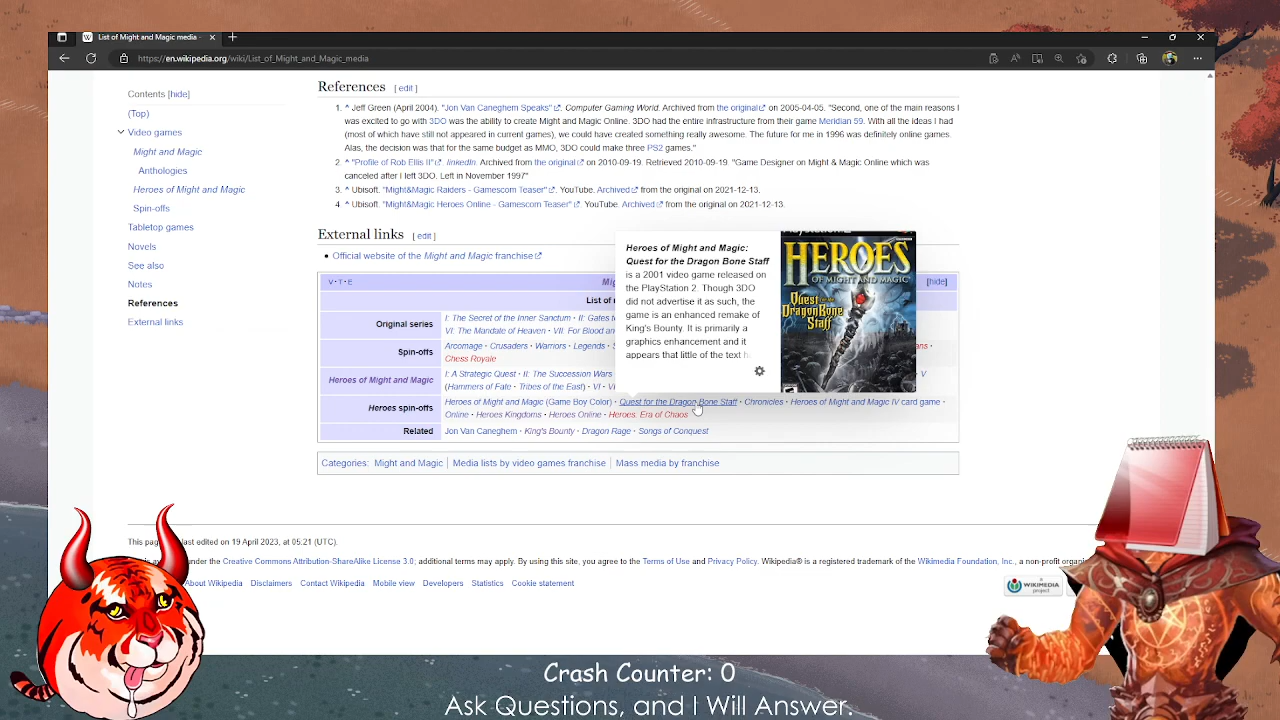 List of Might and Magic media -
https://en.wikipedia.org/wiki/List_of_Might_and_Magic_media
Contents [hide]
(Top)
Video games
Might and Magic
Anthologies
Heroes of Might and Magic
Spin-offs
Tabletop games
Novels
See also
Notes
References
External links
References [ edit ]
1. ^ Jeff Green (April 2004). "Jon Van Caneghem Speaks". Computer Gaming World. Archived from the original on 2005-04-05. "Second, one of the main reasons I
was excited to go with 3DO was the ability to create Might and Magic Online. 3DO had the entire infrastructure from their game Meridian 59. With all the ideas I had
(most of which have still not appeared in current games), we could have created something really awesome. The future for me in 1996 was definitely online games.
Alas, the decision was that for the same budget as MMO, 3DO could make three PS2 games."
2. ^ "Profile of Rob Ellis II". linkedIn. Archived from the original on 2010-09-19. Retrieved 2010-09-19. "Game Designer on Might & Magic Online which was
canceled after I left 3DO. Left in November 1997"
3. ^ Ubisoft. "Might&Magic Raiders - Gamescom Teaser". YouTube. Archived from the original on 2021-12-13.
4 ^ Ubisoft. "Might&Magic Heroes Online - Gamescom Teaser". YouTube. Archived from the original on 2021-12-13.
External links [ edit ]
• Official website of the Might and Magic franchise
Heroes of Might and Magic:
Quest for the Dragon Bone Staff
is a 2001 video game released on
the PlayStation 2. Though 3DO
did not advertise it as such, the
game is an enhanced remake of
King's Bounty. It is primarily a
graphics enhancement and it
appears that little of the text h
HEROES
OF MIGHT AND MAGIC
Quest FOR THE
DragonBone
Staff
V · T · E [hide]
List of
Original series I: The Secret of the Inner Sanctum · II: Gates
VI: The Mandate of Heaven · VII. For Blood
Spin-offs Arcomage · Crusaders · Warriors · Legends ·
Chess Royale
Heroes of Might and Magic I: A Strategic Quest · II: The Succession Wars V
(Hammers of Fate · Tribes of the East) · VI ·
Heroes spin-offs Heroes of Might and Magic (Game Boy Color) · Quest for the Dragon Bone Staff · Chronicles · Heroes of Might and Magic IV card game ·
Online · Heroes Kingdoms · Heroes Online · Heroes: Era of Chaos
Related Jon Van Caneghem · King's Bounty · Dragon Rage · Songs of Conquest
Categories: Might and Magic | Media lists by video games franchise | Mass media by franchise
This last edited on 19 April 2023, at 05:21 (UTC).
under the Creative Commons Attribution-ShareAlike License 3.0; additional terms may apply. By using this site, you agree to the Terms of Use and Privacy Policy. Wikipedia® is a registered trademark of the Wikimedia Foundation, Inc., a non-profit
About Wikipedia Disclaimers Contact Wikipedia Mobile view Developers Statistics Cookie statement
A
WIKIMEDIA
project
Crash Counter: 0
Ask Questions, and I Will Answer.